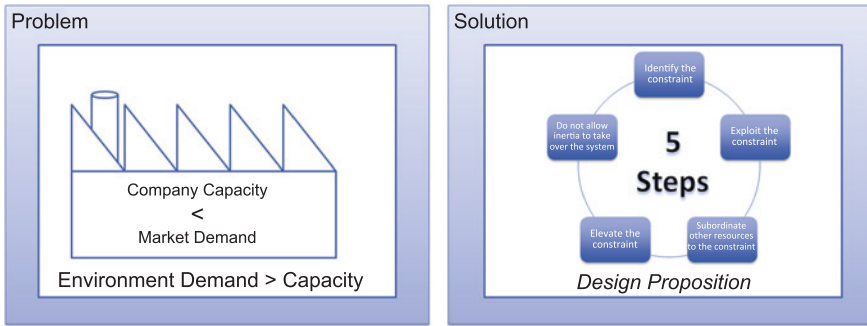 Problem
Company Capacity
<
Market Demand
Environment Demand > Capacity
Solution
Identify the
constraint
Exploit the
constraint
Subordinate
other resources
to the constraint
Elevate the
constraint
Do not allow
inertia to take
over the system
5
Steps
Design Proposition